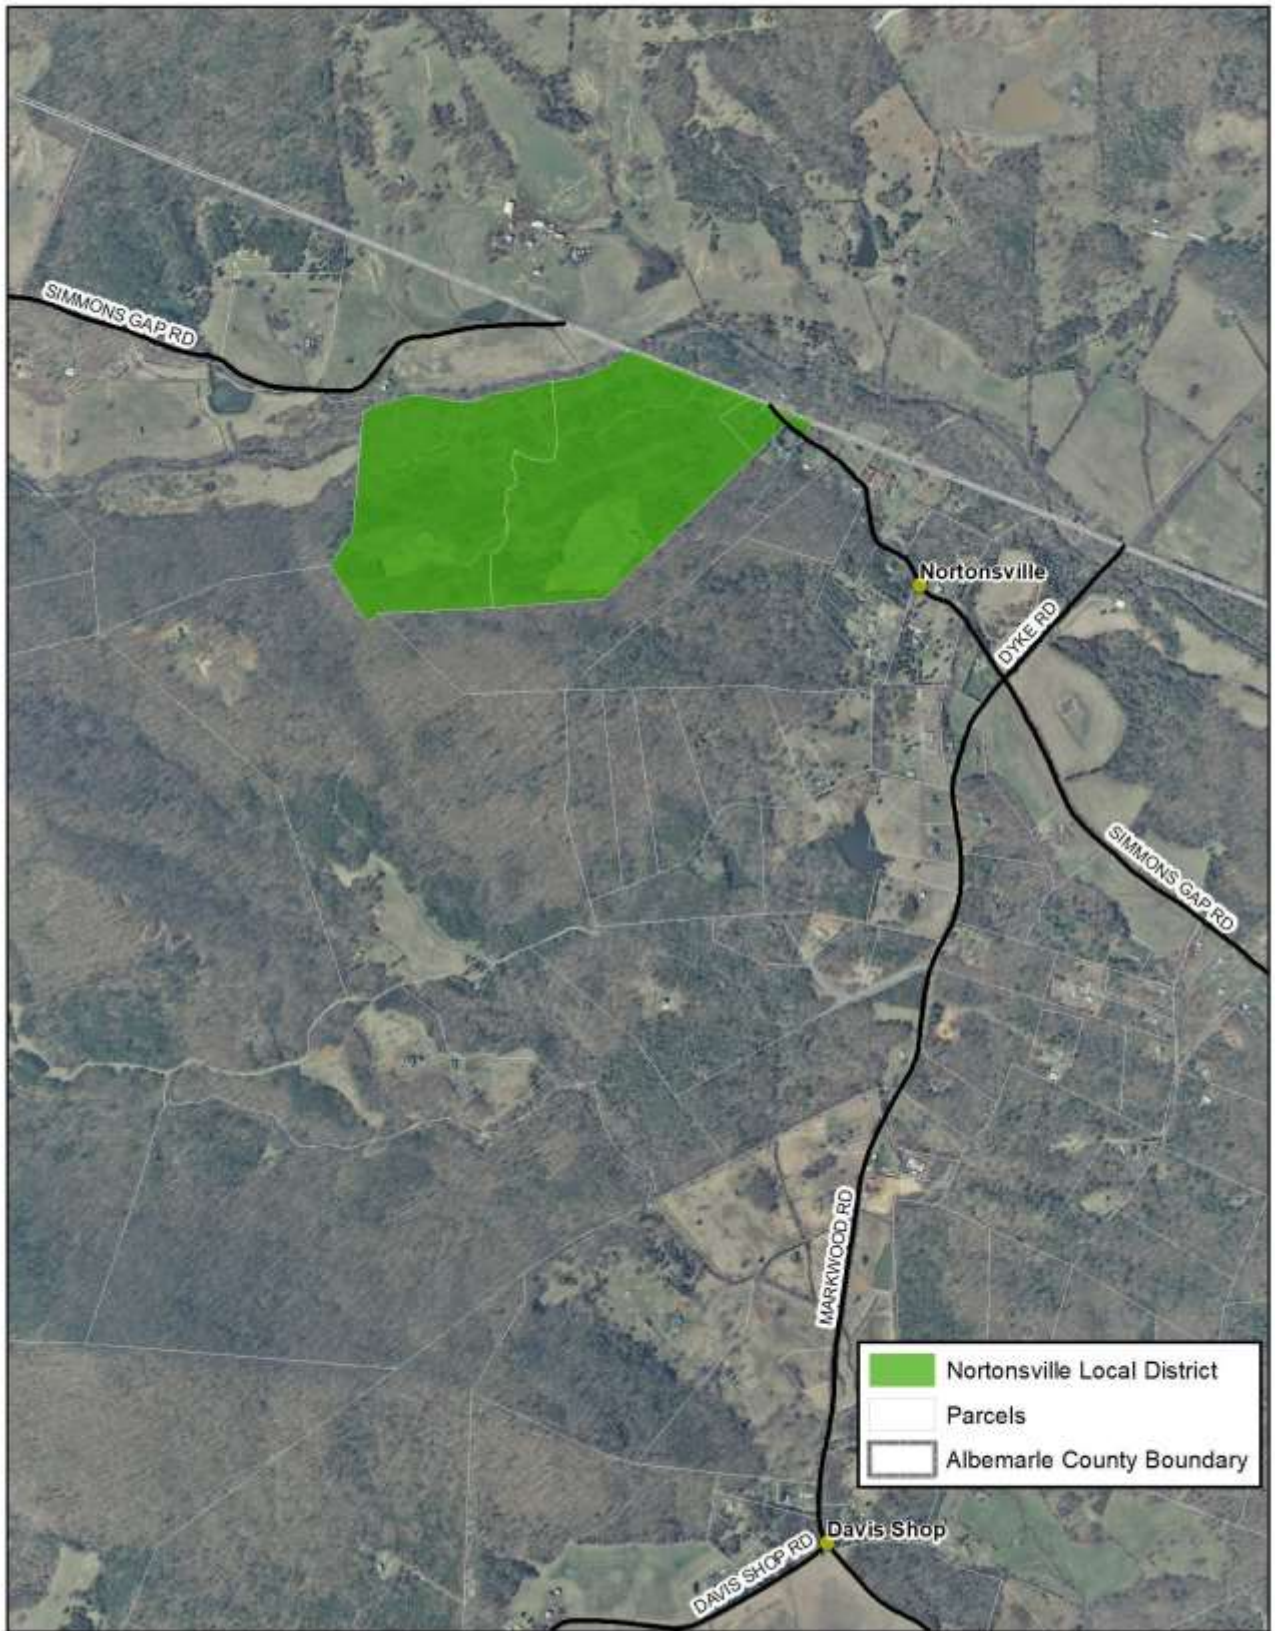 SIMMONS GAP RD
Nortonsville
DYKE RD
SIMMONS GAP RD
MARKWOOD RD
Nortonsville Local District
Parcels
Albemarle County Boundary
Davis Shop
DAVIS SHOP RD